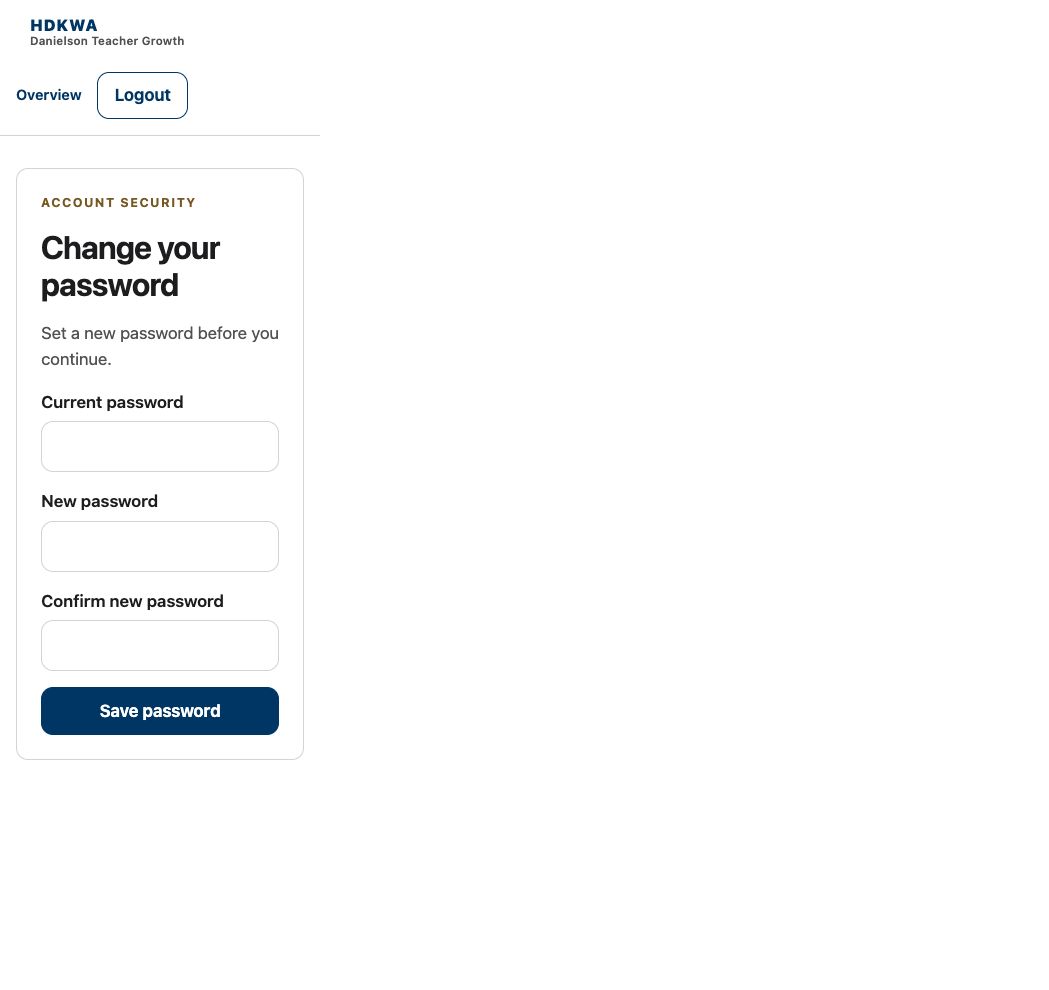 HDKWA
Danielson Teacher Growth
Overview
Logout
ACCOUNT SECURITY
Change your
password
Set a new password before you
continue.
Current password
New password
Confirm new password
Save password